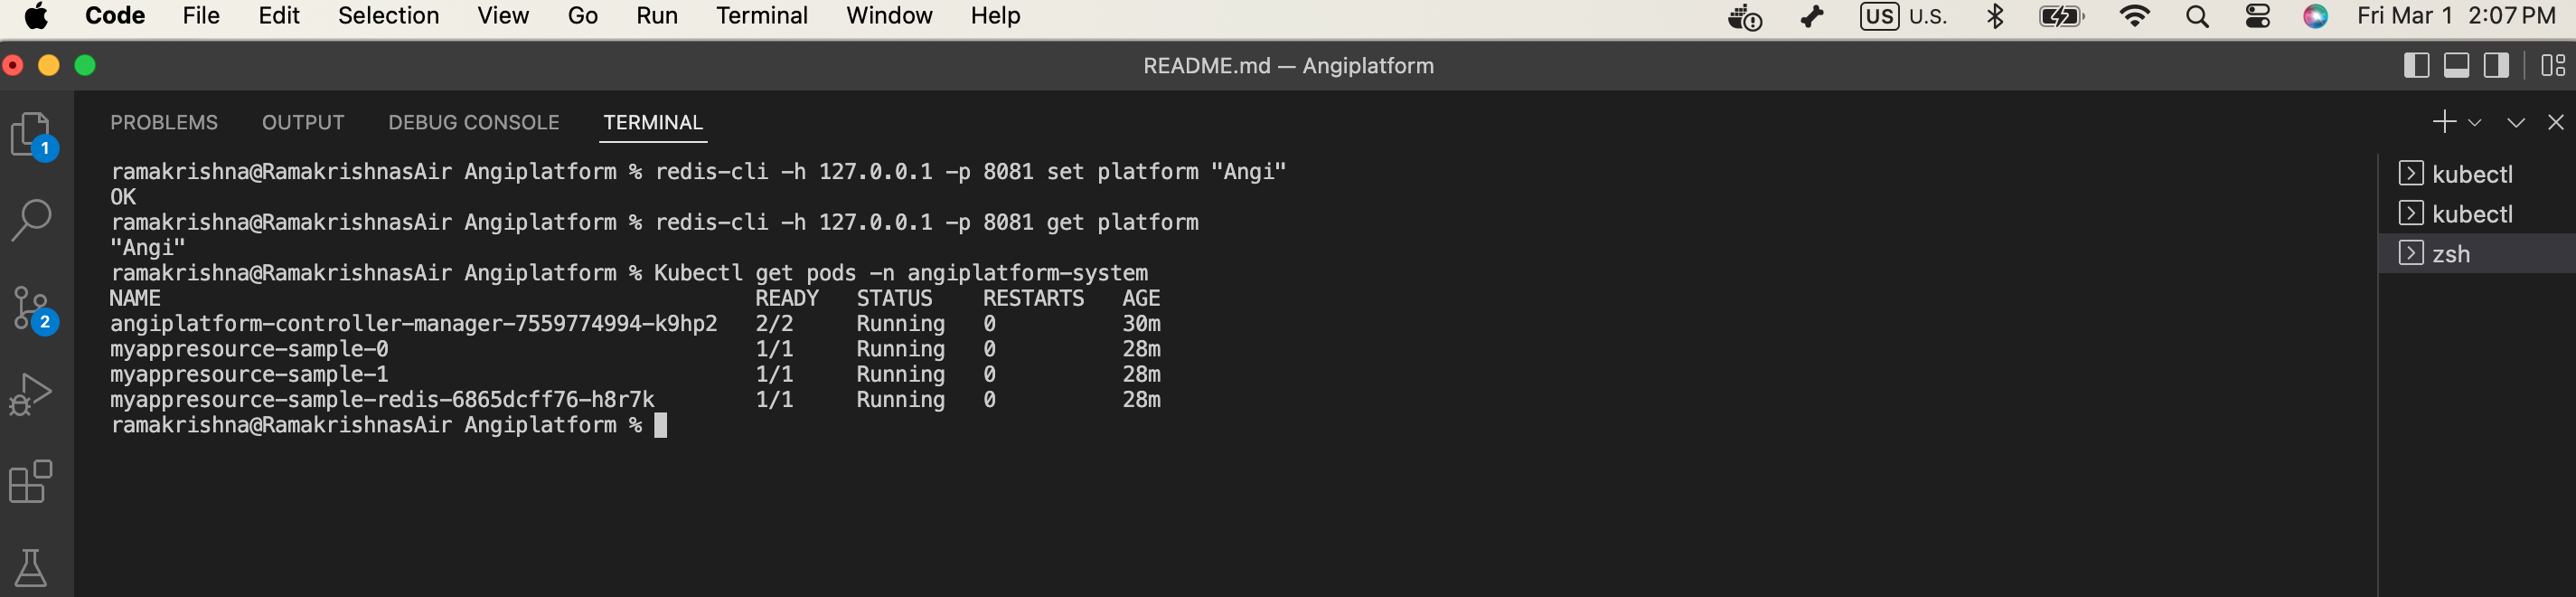 Code File Edit Selection View Go Run Terminal Window Help US U.S. Fri Mar 1 2:07 PM
README.md — Angiplatform
PROBLEMS OUTPUT DEBUG CONSOLE TERMINAL
1
2
ramakrishna@RamakrishnasAir Angiplatform % redis-cli -h 127.0.0.1 -p 8081 set platform "Angi"
OK
ramakrishna@RamakrishnasAir Angiplatform % redis-cli -h 127.0.0.1 -p 8081 get platform
"Angi"
ramakrishna@RamakrishnasAir Angiplatform % Kubectl get pods -n angiplatform-system
NAME READY STATUS RESTARTS AGE
angiplatform-controller-manager-7559774994-k9hp2 2/2 Running 0 30m
myappresource-sample-0 1/1 Running 0 28m
myappresource-sample-1 1/1 Running 0 28m
myappresource-sample-redis-6865dcff76-h8r7k 1/1 Running 0 28m
ramakrishna@RamakrishnasAir Angiplatform %
kubectl
kubectl
zsh